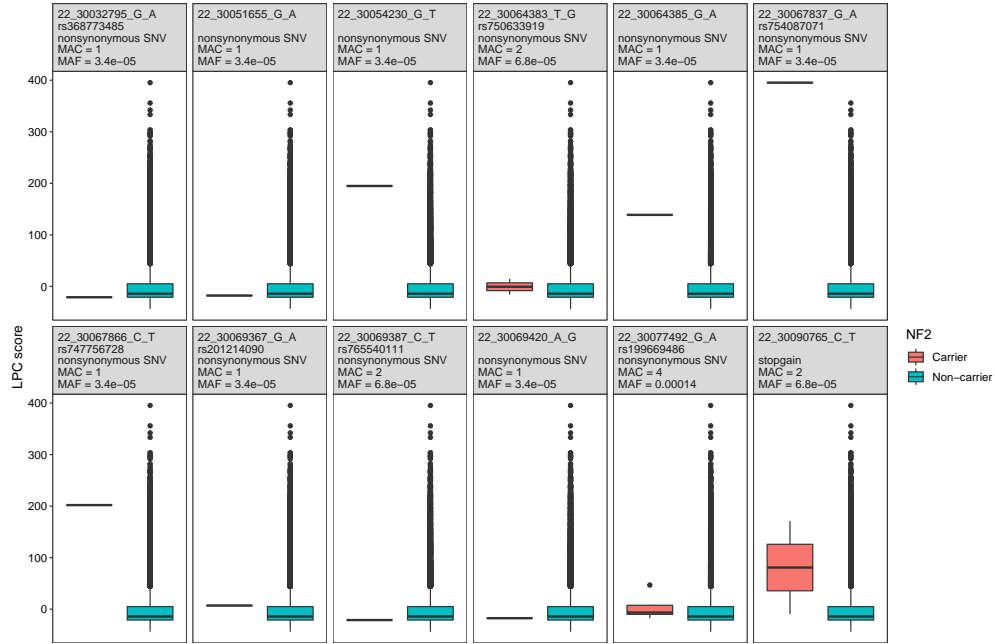 22_30032795_G_A
rs368773485
nonsynonymous SNV
MAC = 1
MAF = 3.4e-05
22_30051655_G_A
nonsynonymous SNV
MAC = 1
MAF = 3.4e-05
22_30054230_G_T
nonsynonymous SNV
MAC = 1
MAF = 3.4e-05
22_30064383_T_G
rs750633919
nonsynonymous SNV
MAC = 2
MAF = 6.8e-05
22_30064385_G_A
nonsynonymous SNV
MAC = 1
MAF = 3.4e-05
22_30067837_G_A
rs754087071
nonsynonymous SNV
MAC = 1
MAF = 3.4e-05
400
300
200
100
0
LPC score
22_30067866_C_T
rs747756728
nonsynonymous SNV
MAC = 1
MAF = 3.4e-05
22_30069367_G_A
rs201214090
nonsynonymous SNV
MAC = 1
MAF = 3.4e-05
22_30069387_C_T
rs765540111
nonsynonymous SNV
MAC = 2
MAF = 6.8e-05
22_30069420_A_G
nonsynonymous SNV
MAC = 1
MAF = 3.4e-05
22_30077492_G_A
rs199669486
nonsynonymous SNV
MAC = 4
MAF = 0.00014
22_30090765_C_T
stopgain
MAC = 2
MAF = 6.8e-05
400
300
200
100
0
NF2
Carrier
Non−carrier